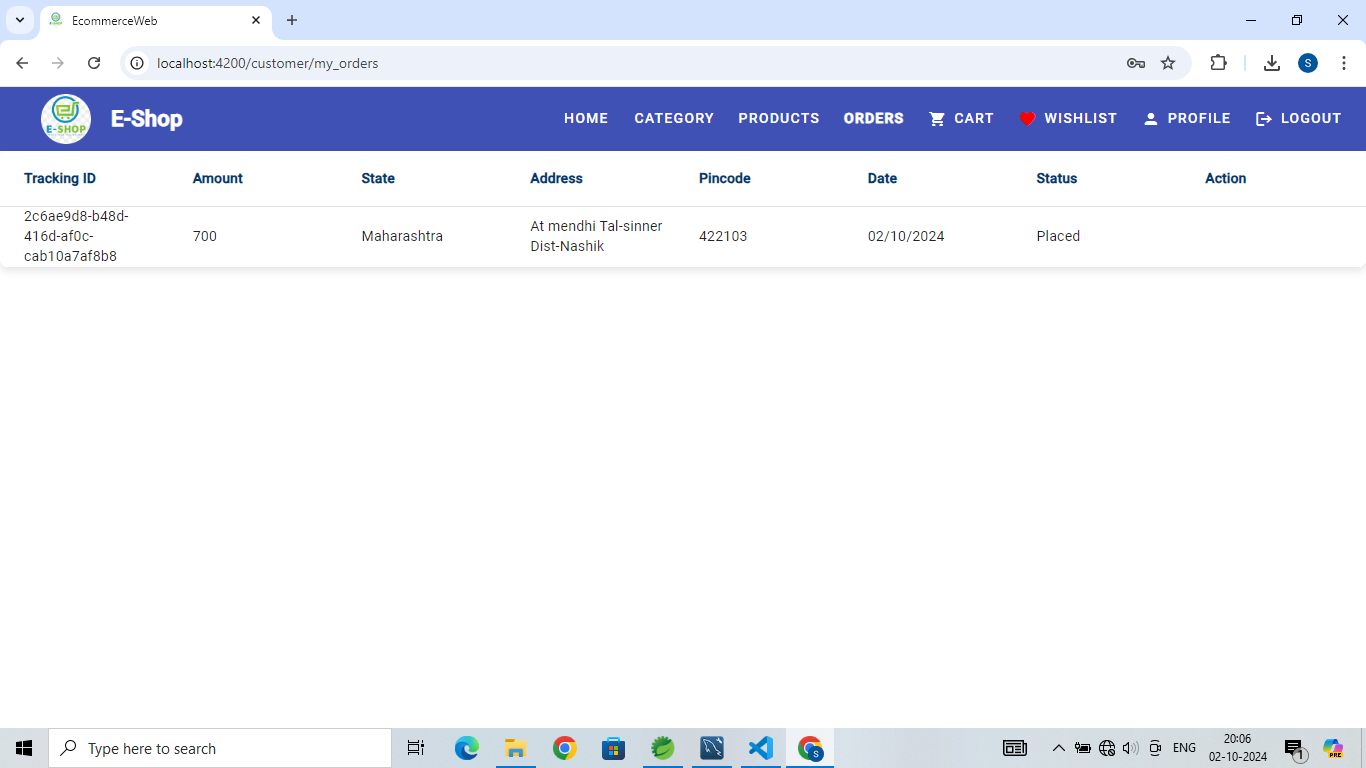 EcommerceWeb
localhost:4200/customer/my_orders
S
E-SHOP
E-Shop
HOME
CATEGORY
PRODUCTS
ORDERS
CART
WISHLIST
PROFILE
LOGOUT
Tracking ID
Amount
State
Address
Pincode
Date
Status
Action
2c6ae9d8-b48d-
416d-af0c-
cab10a7af8b8
700
Maharashtra
At mendhi Tal-sinner
Dist-Nashik
422103
02/10/2024
Placed
Type here to search
S
ENG
20:06
02-10-2024
1
PRE